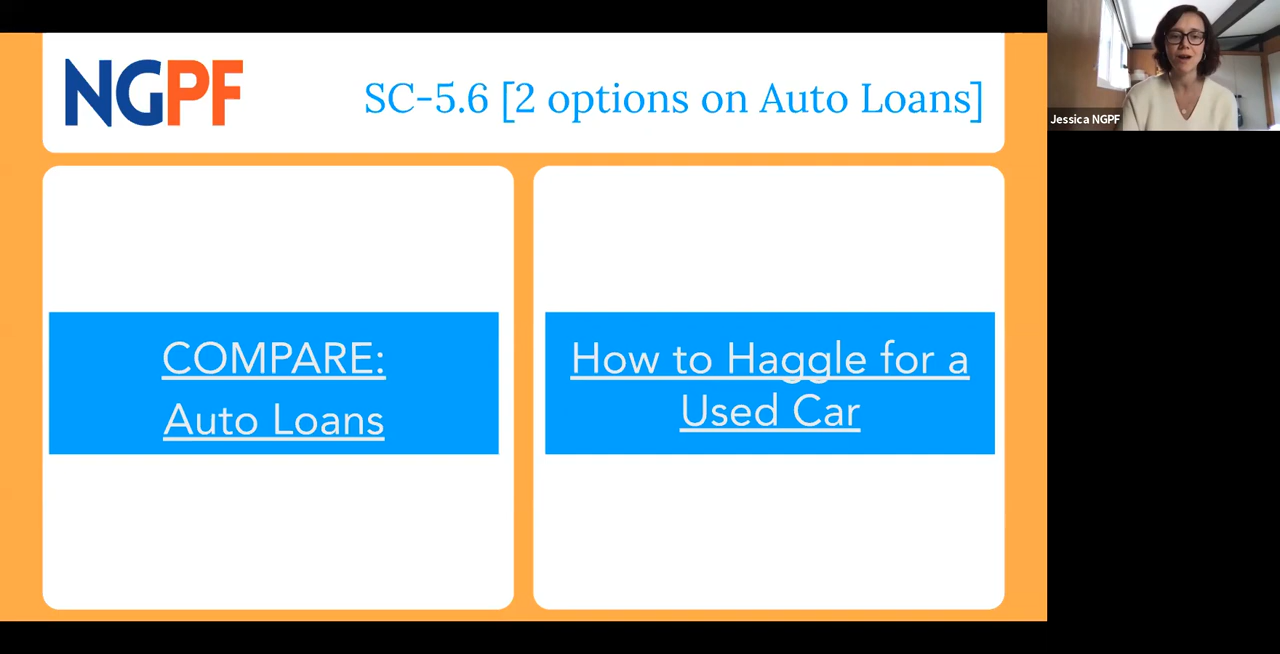 NGPF
SC-5.6 [2 options on Auto Loans]
COMPARE:
Auto Loans
How to Haggle for a
Used Car
Jessica NGPF